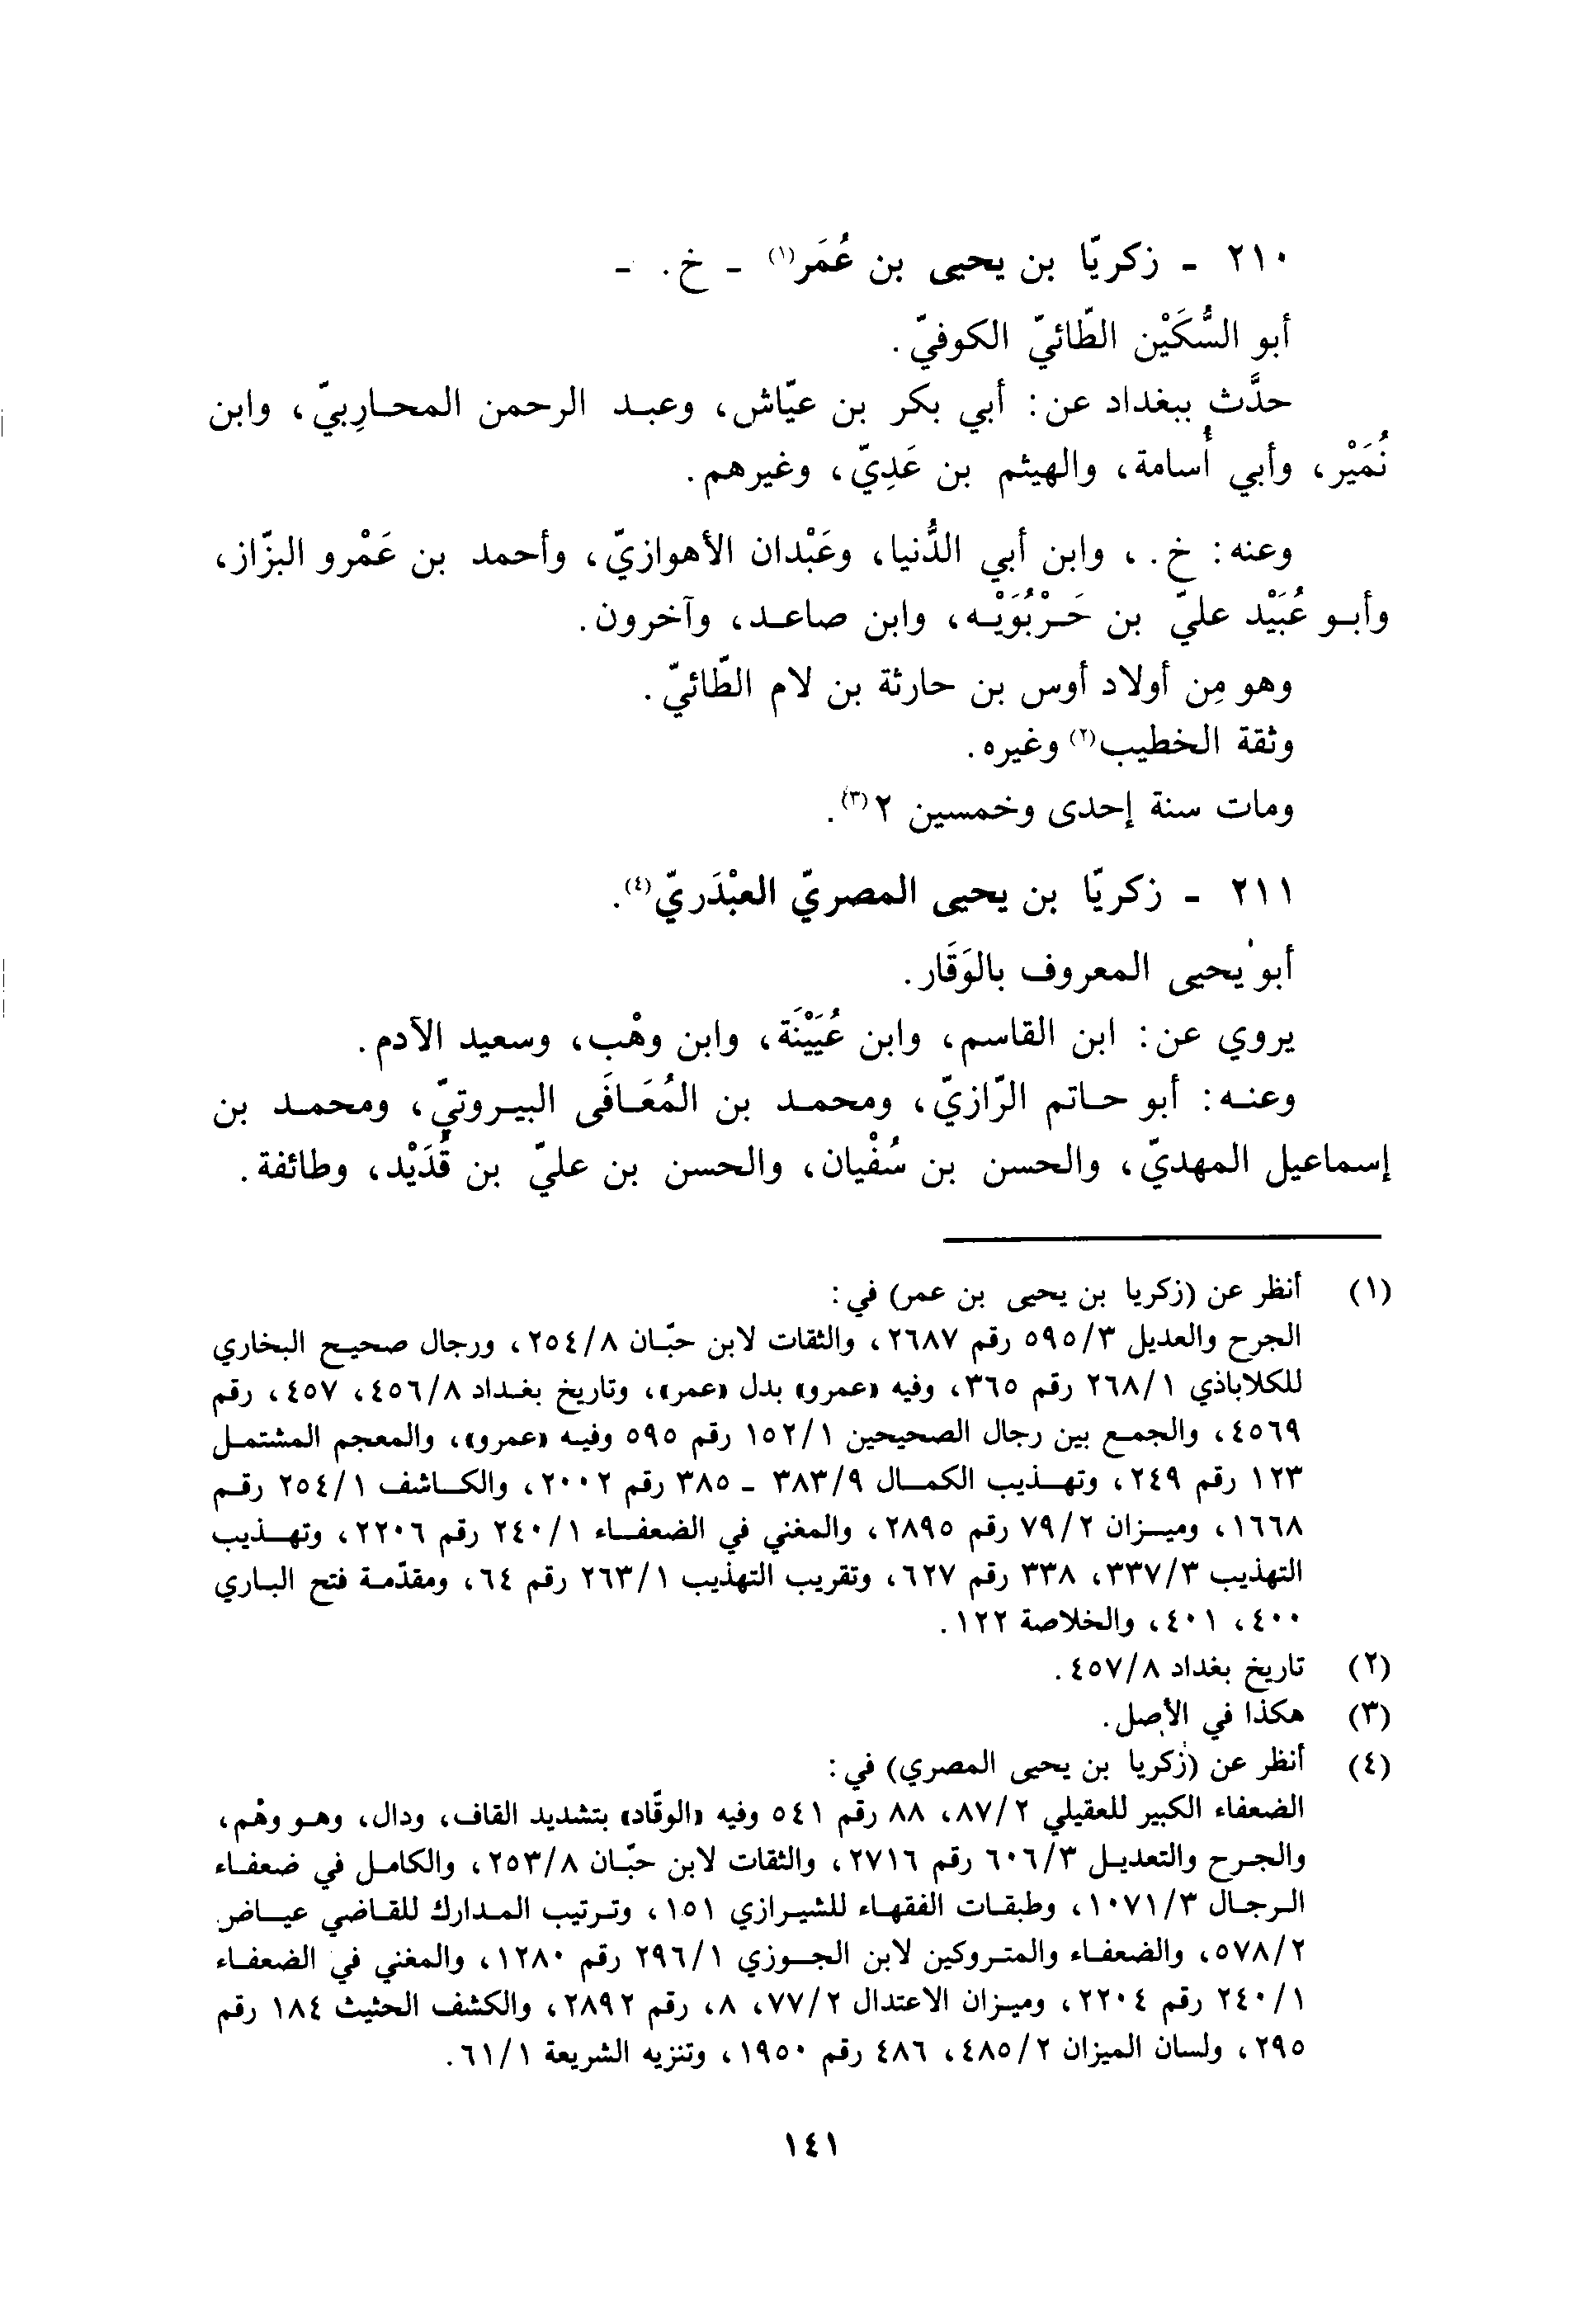 ٢١٠ - زكريّا بن يحيى بن عُمَر(١) - خ. -
أبو السُّكَيْن الطّائيّ الكوفيّ.
حدَّث ببغداد عن: أبي بكر بن عيّاش، وعبد الرحمن المحاربيّ، وابن
نُمَيْر، وأبي أُسامة، والهيثم بن عَدِيّ، وغيرهم.
وعنه: خ.، وابن أبي الدُّنيا، وعَبْدان الأهوازيّ، وأحمد بن عَمْرو البزّاز،
وأبو عُبَيْد عليّ بن حَرْبُوَيْه، وابن صاعد، وآخرون.
وهو مِن أولاد أوس بن حارثة بن لام الطّائيّ.
وثقة الخطيب(٢) وغيره.
ومات سنة إحدى وخمسين ٢(٣).
٢١١ - زكريّا بن يحيى المصريّ العبْدَريّ(٤).
أبو يحيى المعروف بالوَقَار.
يروي عن: ابن القاسم، وابن عُيَيْنَة، وابن وهْب، وسعيد الآدم.
وعنه: أبو حاتم الرّازيّ، ومحمد بن المُعَافَى البيروتيّ، ومحمد بن
إسماعيل المهديّ، والحسن بن سُفْيان، والحسن بن عليّ بن قُدَيْد، وطائفة.
(١) أنظر عن (زكريا بن يحيى بن عمر) في:
الجرح والعديل ٥٩٥/٣ رقم ٢٦٨٧، والثقات لابن حبّان ٢٥٤/٨، ورجال صحيح البخاري
للكلاباذي ٢٦٨/١ رقم ٣٦٥، وفيه «عمرو» بدل «عمر»، وتاريخ بغداد ٤٥٦/٨، ٤٥٧، رقم
٤٥٦٩، والجمع بين رجال الصحيحين ١٥٢/١ رقم ٥٩٥ وفيه «عمرو»، والمعجم المشتمل
١٢٣ رقم ٢٤٩، وتهذيب الكمال ٣٨٣/٩ - ٣٨٥ رقم ٢٠٠٢، والكاشف ٢٥٤/١ رقم
١٦٦٨، وميزان ٧٩/٢ رقم ٢٨٩٥، والمغني في الضعفاء ٢٤٠/١ رقم ٢٢٠٦، وتهذيب
التهذيب ٣٣٧/٣، ٣٣٨ رقم ٦٢٧، وتقريب التهذيب ٢٦٣/١ رقم ٦٤، ومقدّمة فتح الباري
٤٠٠، ٤٠١، والخلاصة ١٢٢.
(٢) تاريخ بغداد ٤٥٧/٨.
(٣) هكذا في الأصل.
(٤) أنظر عن (زكريا بن يحيى المصري) في:
الضعفاء الكبير للعقيلي ٨٧/٢، ٨٨ رقم ٥٤١ وفيه «الوقّاد» بتشديد القاف، ودال، وهو وهْم،
والجرح والتعديل ٦٠٦/٣ رقم ٢٧١٦، والثقات لابن حبّان ٢٥٣/٨، والكامل في ضعفاء
الرجال ١٠٧١/٣، وطبقات الفقهاء للشيرازي ١٥١، وترتيب المدارك للقاضي عياض
٥٧٨/٢، والضعفاء والمتروكين لابن الجوزي ٢٩٦/١ رقم ١٢٨٠، والمغني في الضعفاء
٢٤٠/١ رقم ٢٢٠٤، وميزان الاعتدال ٧٧/٢، ٨، رقم ٢٨٩٢، والكشف الحثيث ١٨٤ رقم
٢٩٥، ولسان الميزان ٤٨٥/٢، ٤٨٦ رقم ١٩٥٠، وتنزيه الشريعة ٦١/١.
١٤١